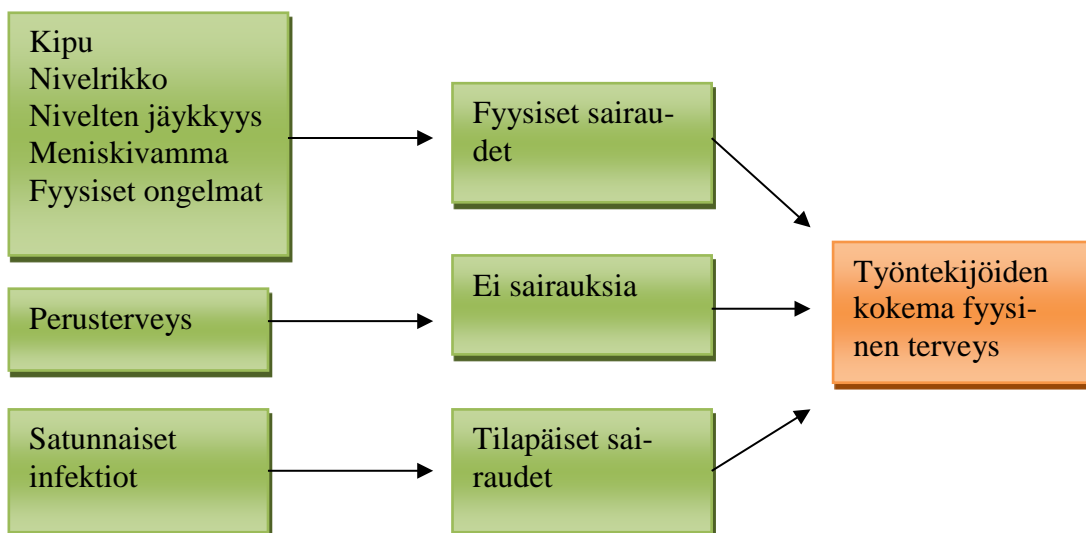 Kipu
Nivelrikko
Nivelten jäykkyys
Meniskivamma
Fyysiset ongelmat
Fyysiset sairau-
det
Perusterveys
Ei sairauksia
Työntekijöiden
kokema fyysi-
nen terveys
Satunnaiset
infektiot
Tilapäiset sai-
raudet